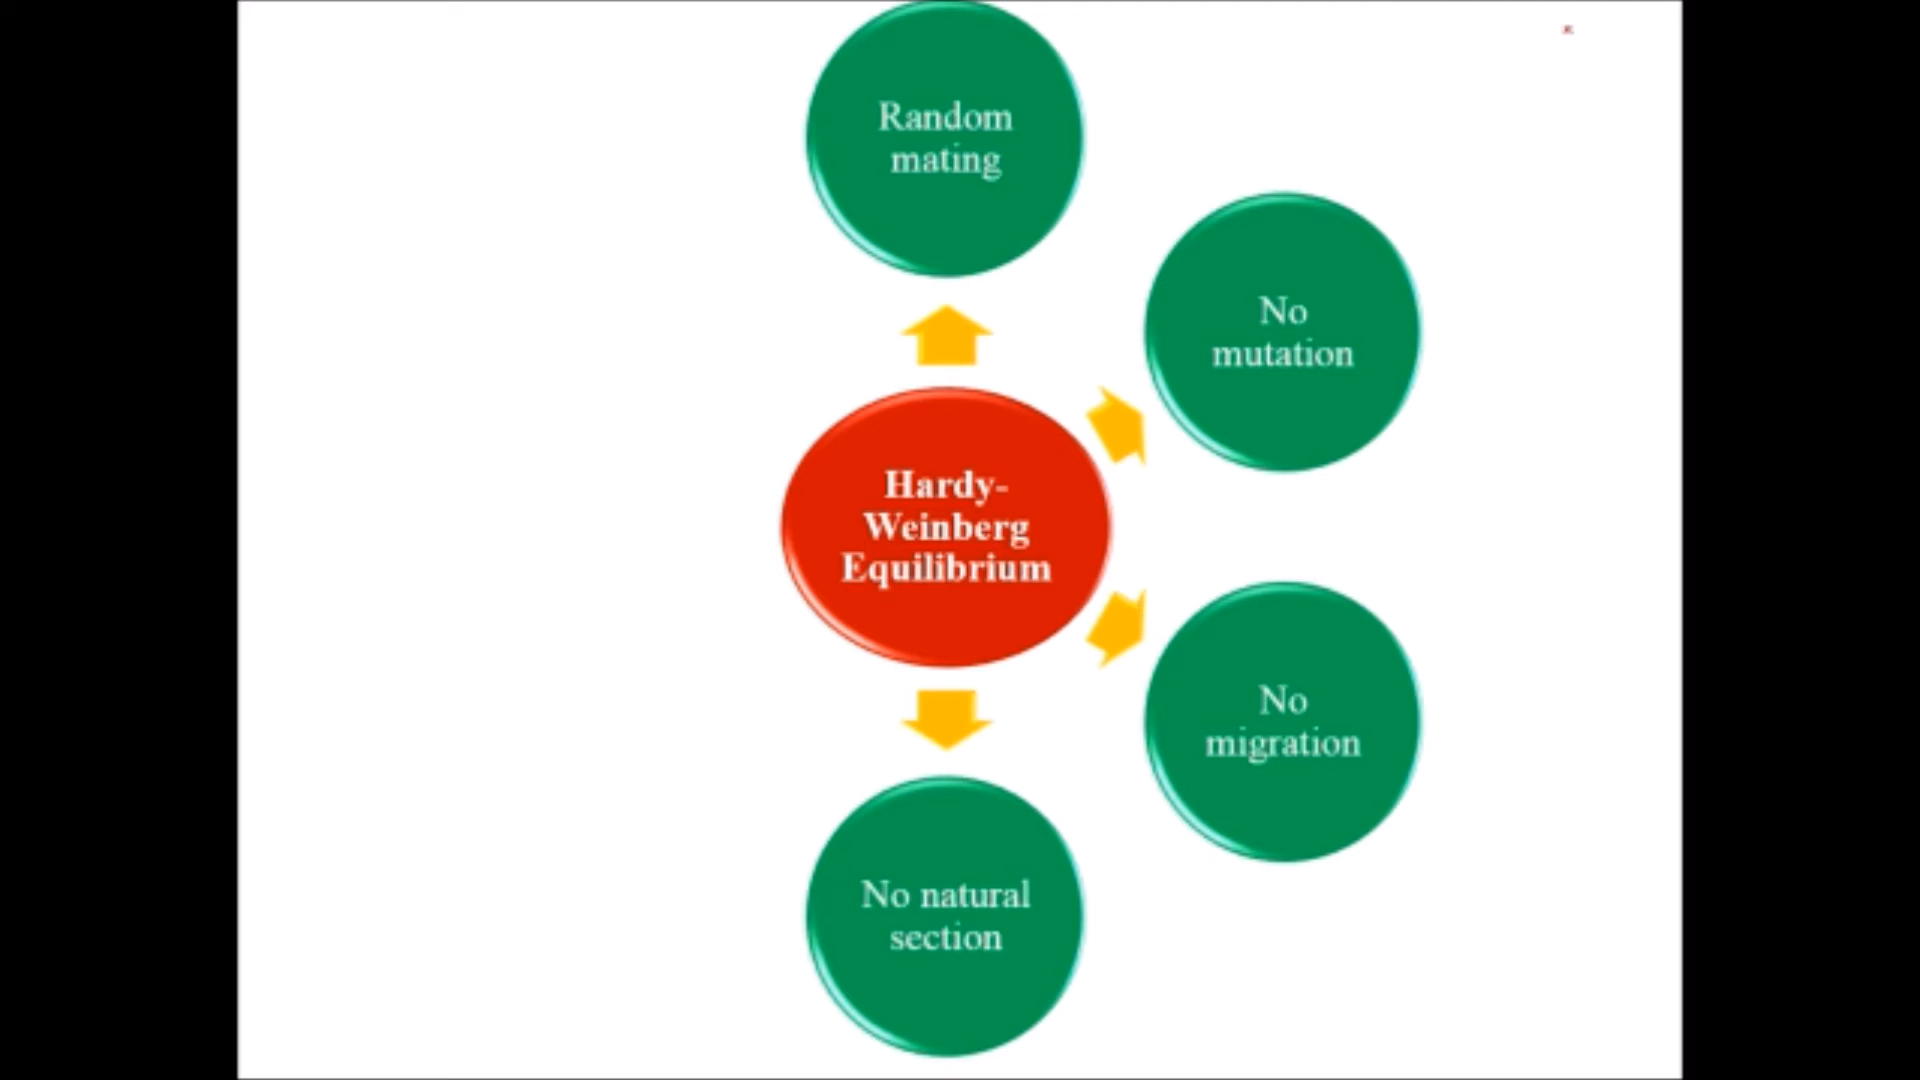 Random
mating
No
mutation
Hardy-
Weinberg
Equilibrium
No
migration
No natural
section